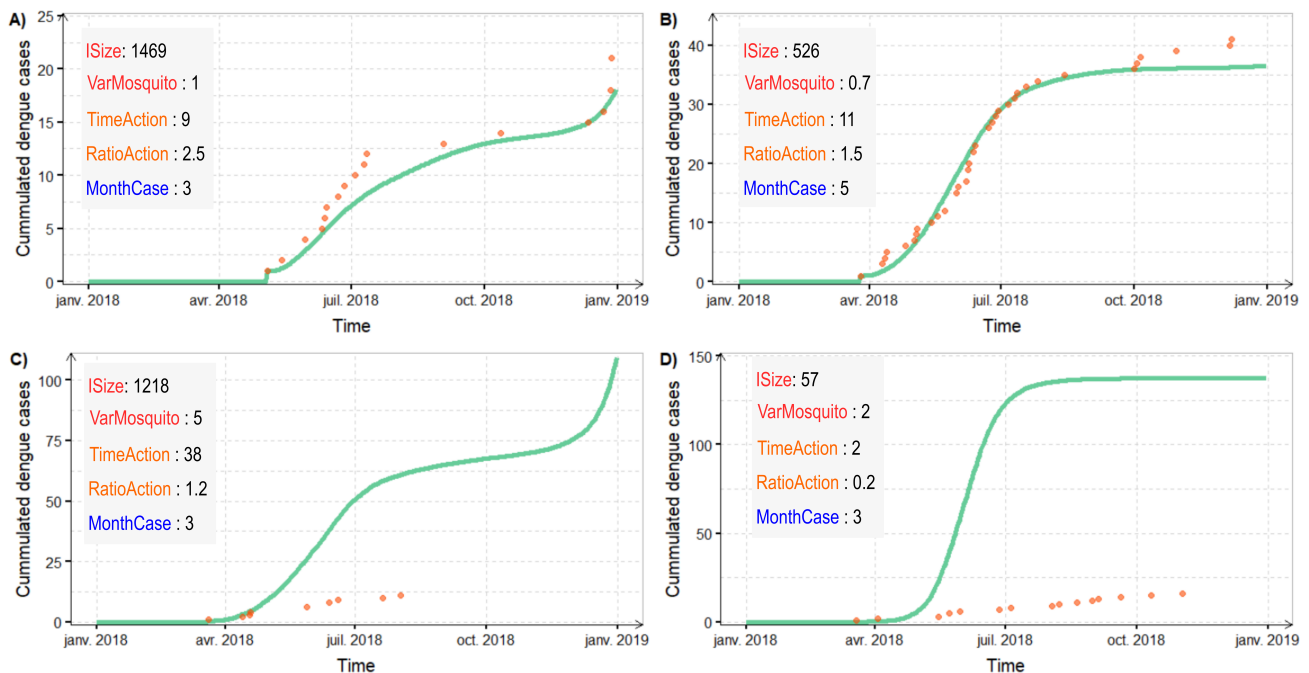 A)
Cummulated dengue cases
25
20
15
10
5
0
ISize: 1469
VarMosquito : 1
TimeAction : 9
RatioAction : 2.5
MonthCase : 3
janv. 2018
avr. 2018
juil. 2018
oct. 2018
janv. 2019
Time
B)
Cummulated dengue cases
40
30
20
10
0
ISize : 526
VarMosquito : 0.7
TimeAction : 11
RatioAction : 1.5
MonthCase : 5
janv. 2018
avr. 2018
juil. 2018
oct. 2018
janv. 2019
Time
C)
Cummulated dengue cases
100
75
50
25
0
ISize: 1218
VarMosquito : 5
TimeAction : 38
RatioAction : 1.2
MonthCase : 3
janv. 2018
avr. 2018
juil. 2018
oct. 2018
janv. 2019
Time
D)
Cummulated dengue cases
150
100
50
0
ISize: 57
VarMosquito : 2
TimeAction : 2
RatioAction : 0.2
MonthCase : 3
janv. 2018
avr. 2018
juil. 2018
oct. 2018
janv. 2019
Time